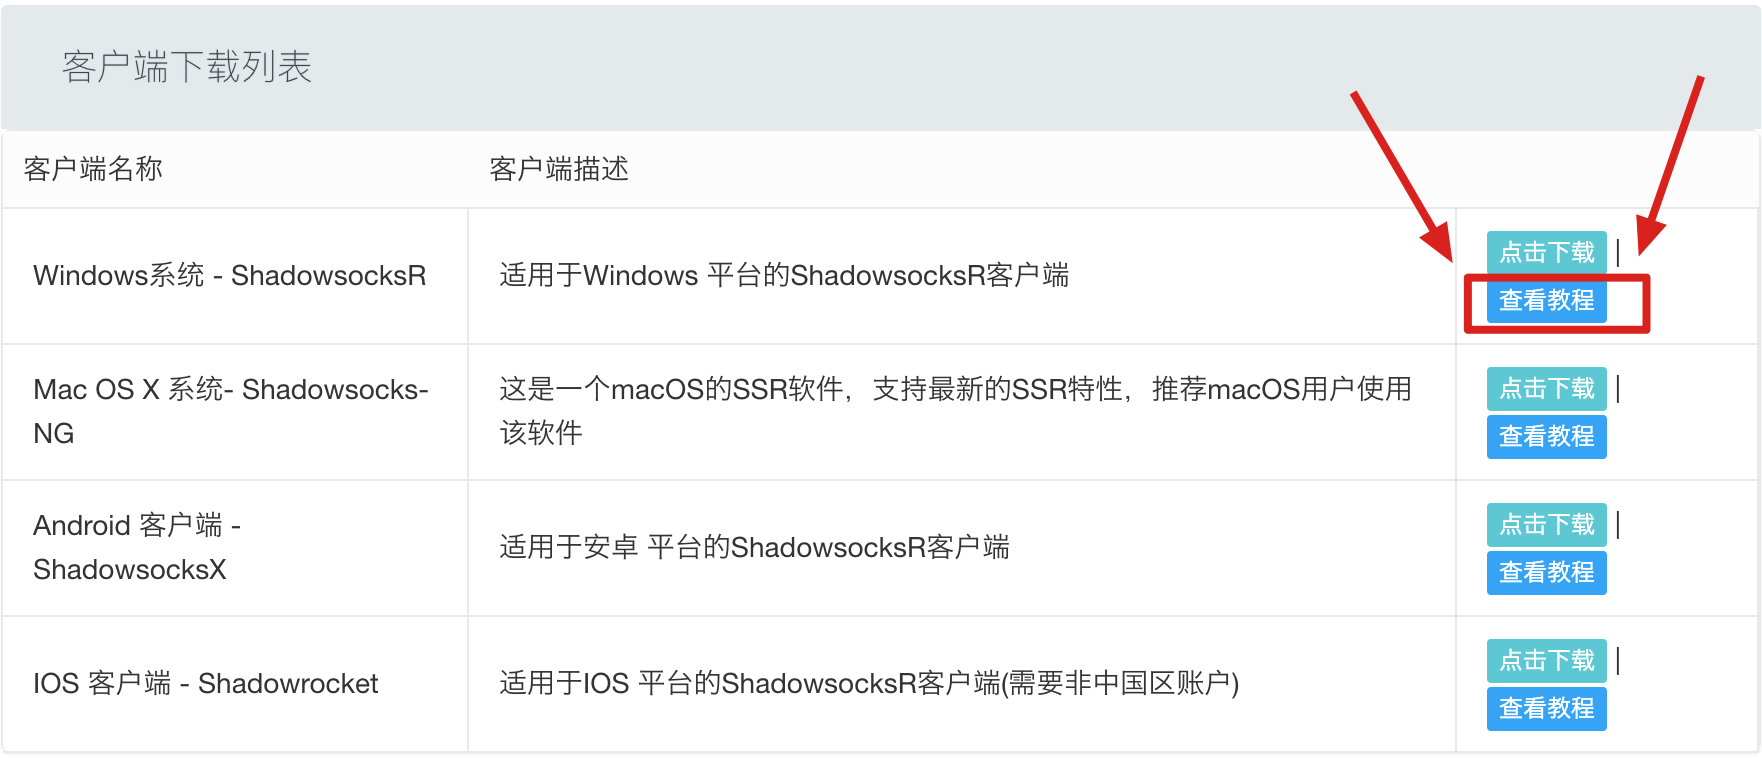 客户端下载列表
客户端名称
客户端描述
Windows系统 - ShadowsocksR
适用于Windows 平台的ShadowsocksR客户端
点击下载 |
查看教程
Mac OS X 系统- Shadowsocks-
NG
这是一个macOS的SSR软件，支持最新的SSR特性，推荐macOS用户使用
该软件
点击下载 |
查看教程
Android 客户端 -
ShadowsocksX
适用于安卓 平台的ShadowsocksR客户端
点击下载 |
查看教程
IOS 客户端 - Shadowrocket
适用于IOS 平台的ShadowsocksR客户端(需要非中国区账户)
点击下载 |
查看教程